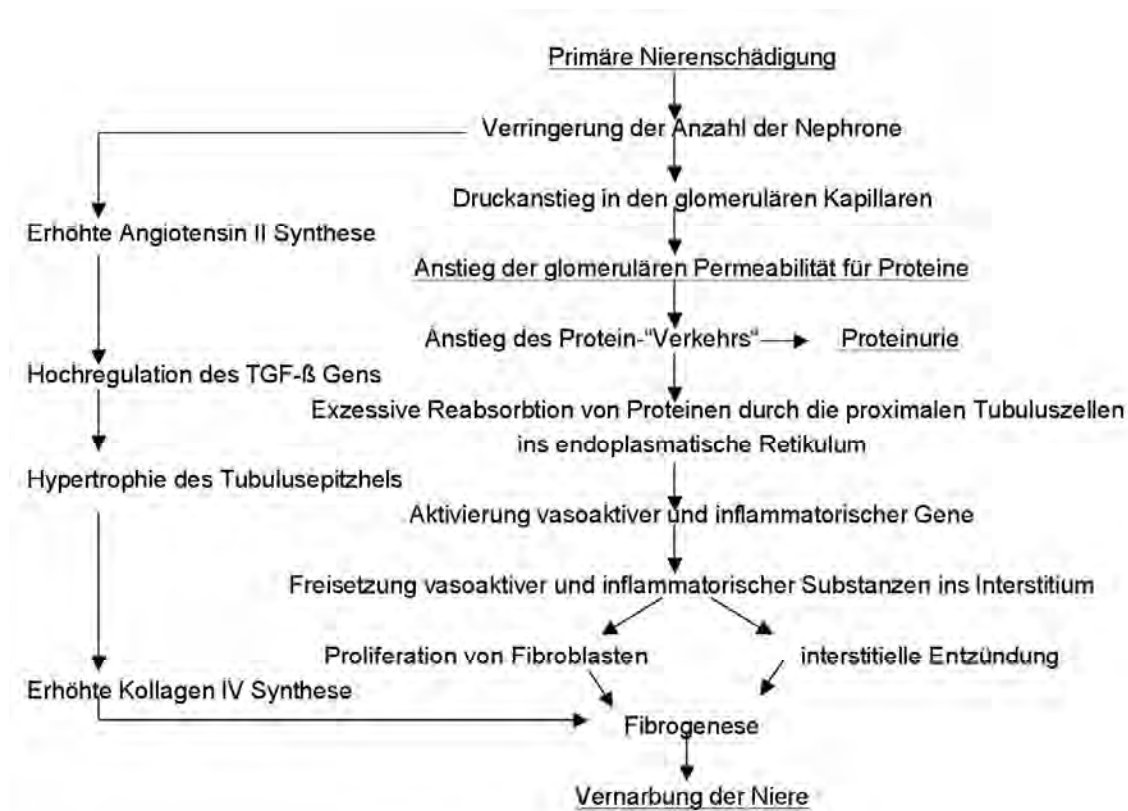 Primäre Nierenschädigung
Verringerung der Anzahl der Nephrone
Druckanstieg in den glomerulären Kapillaren
Erhöhte Angiotensin II Synthese
Anstieg der glomerulären Permeabilität für Proteine
Anstieg des Protein-“Verkehrs“
Proteinurie
Hochregulation des TGF-ß Gens
Exzessive Reabsorbtion von Proteinen durch die proximalen Tubuluszellen
ins endoplasmatische Retikulum
Hypertrophie des Tubulusepitzhels
Aktivierung vasoaktiver und inflammatorischer Gene
Freisetzung vasoaktiver und inflammatorischer Substanzen ins Interstitium
Proliferation von Fibroblasten
interstitielle Entzündung
Erhöhte Kollagen IV Synthese
Fibrogenese
Vernarbung der Niere